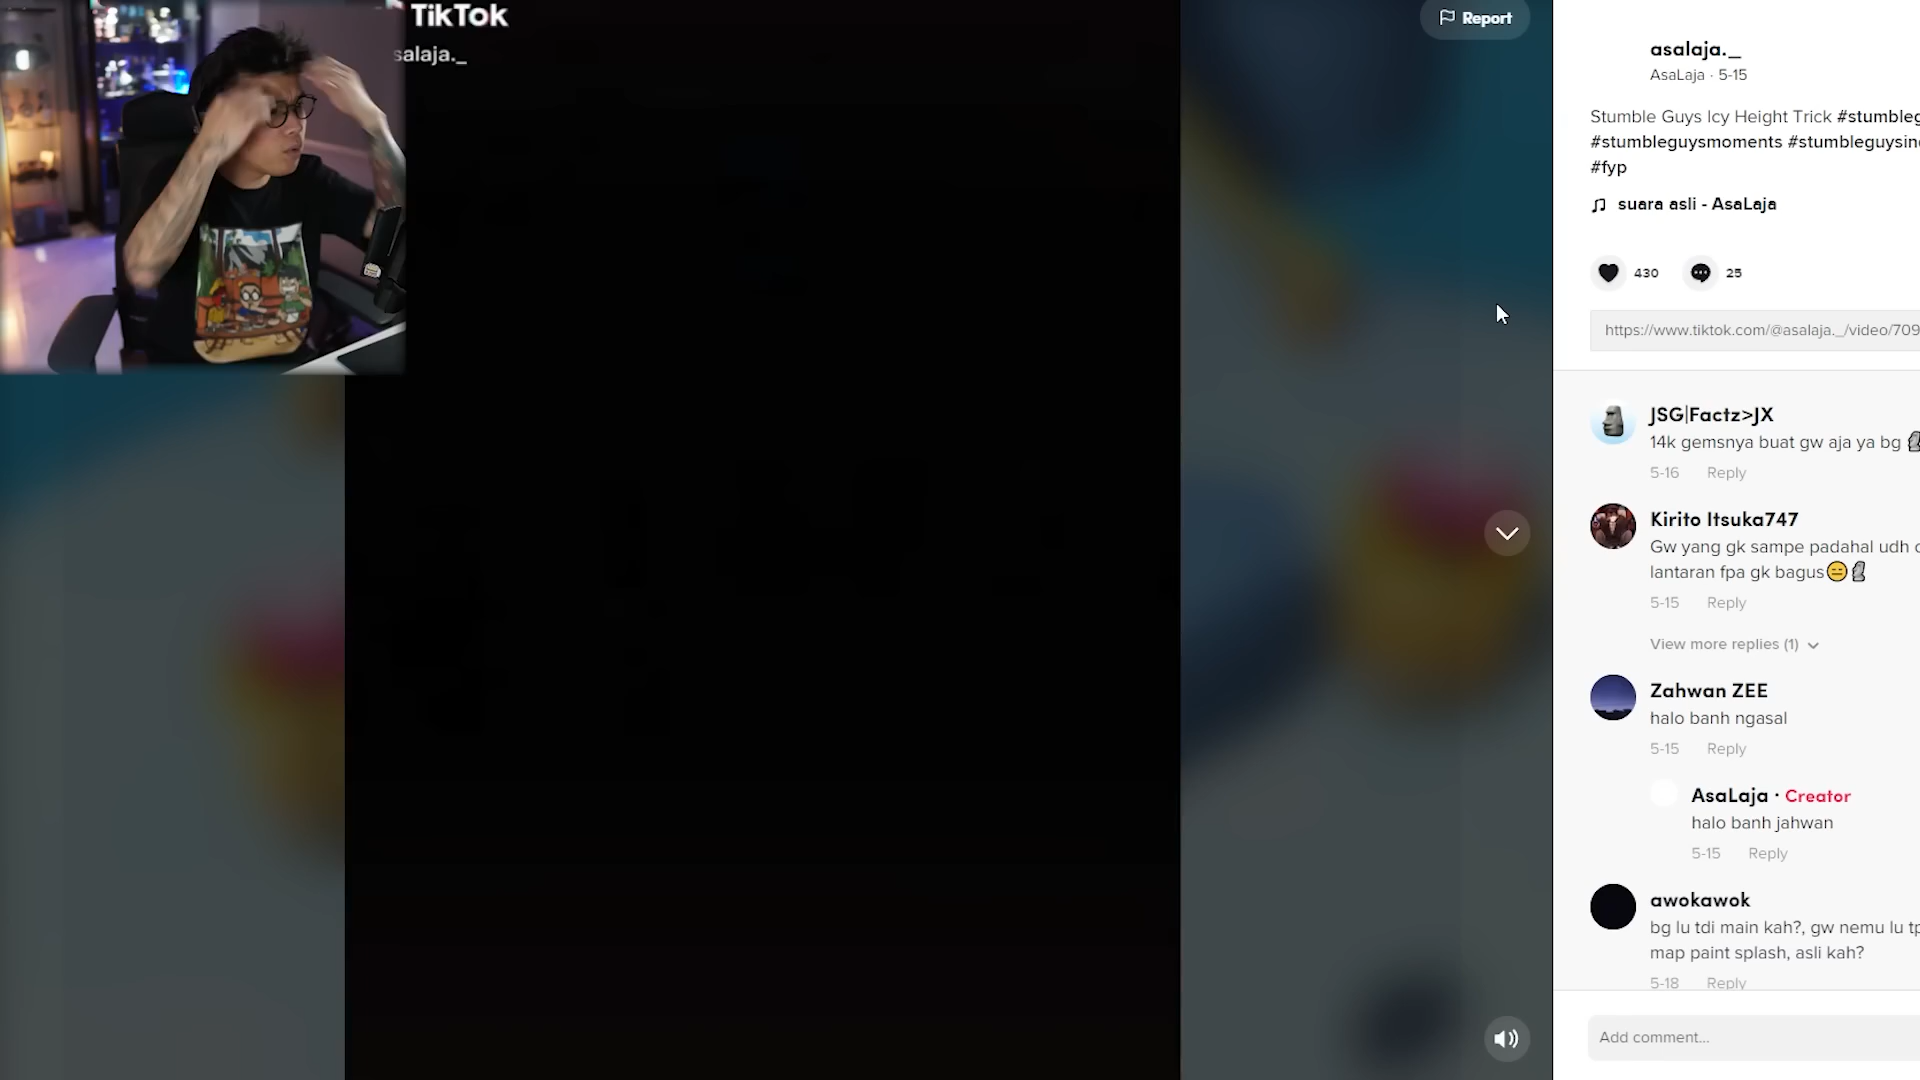 TikTok
salaja._
Report
asalaja._
AsaLaja · 5-15
Stumble Guys Icy Height Trick #stumbleg
#stumbleguysmoments #stumbleguysin
#fyp
suara asli - AsaLaja
430
25
https://www.tiktok.com/@asalaja._/video/709
JSG|Factz>JX
14k gemsnya buat gw aja ya bg 🗿
5-16 Reply
Kirito Itsuka747
Gw yang gk sampe padahal udh
lantaran fpa gk bagus😑🗿
5-15 Reply
View more replies (1)
Zahwan ZEE
halo banh ngasal
5-15 Reply
AsaLaja · Creator
halo banh jahwan
5-15 Reply
awokawok
bg lu tdi main kah?, gw nemu lu tp
map paint splash, asli kah?
5-18 Reply
Add comment...